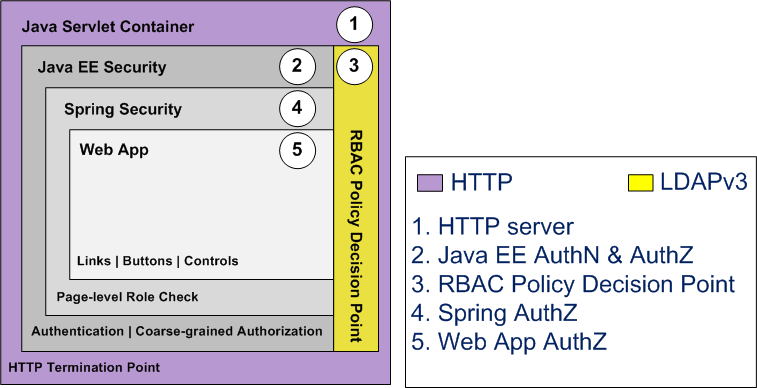 Java Servlet Container
1
Java EE Security
2
3
Spring Security
4
Web App
5
RBAC Policy Decision Point
Links | Buttons | Controls
Page-level Role Check
Authentication | Coarse-grained Authorization
HTTP Termination Point
HTTP
LDAPv3
1. HTTP server
2. Java EE AuthN & AuthZ
3. RBAC Policy Decision Point
4. Spring AuthZ
5. Web App AuthZ